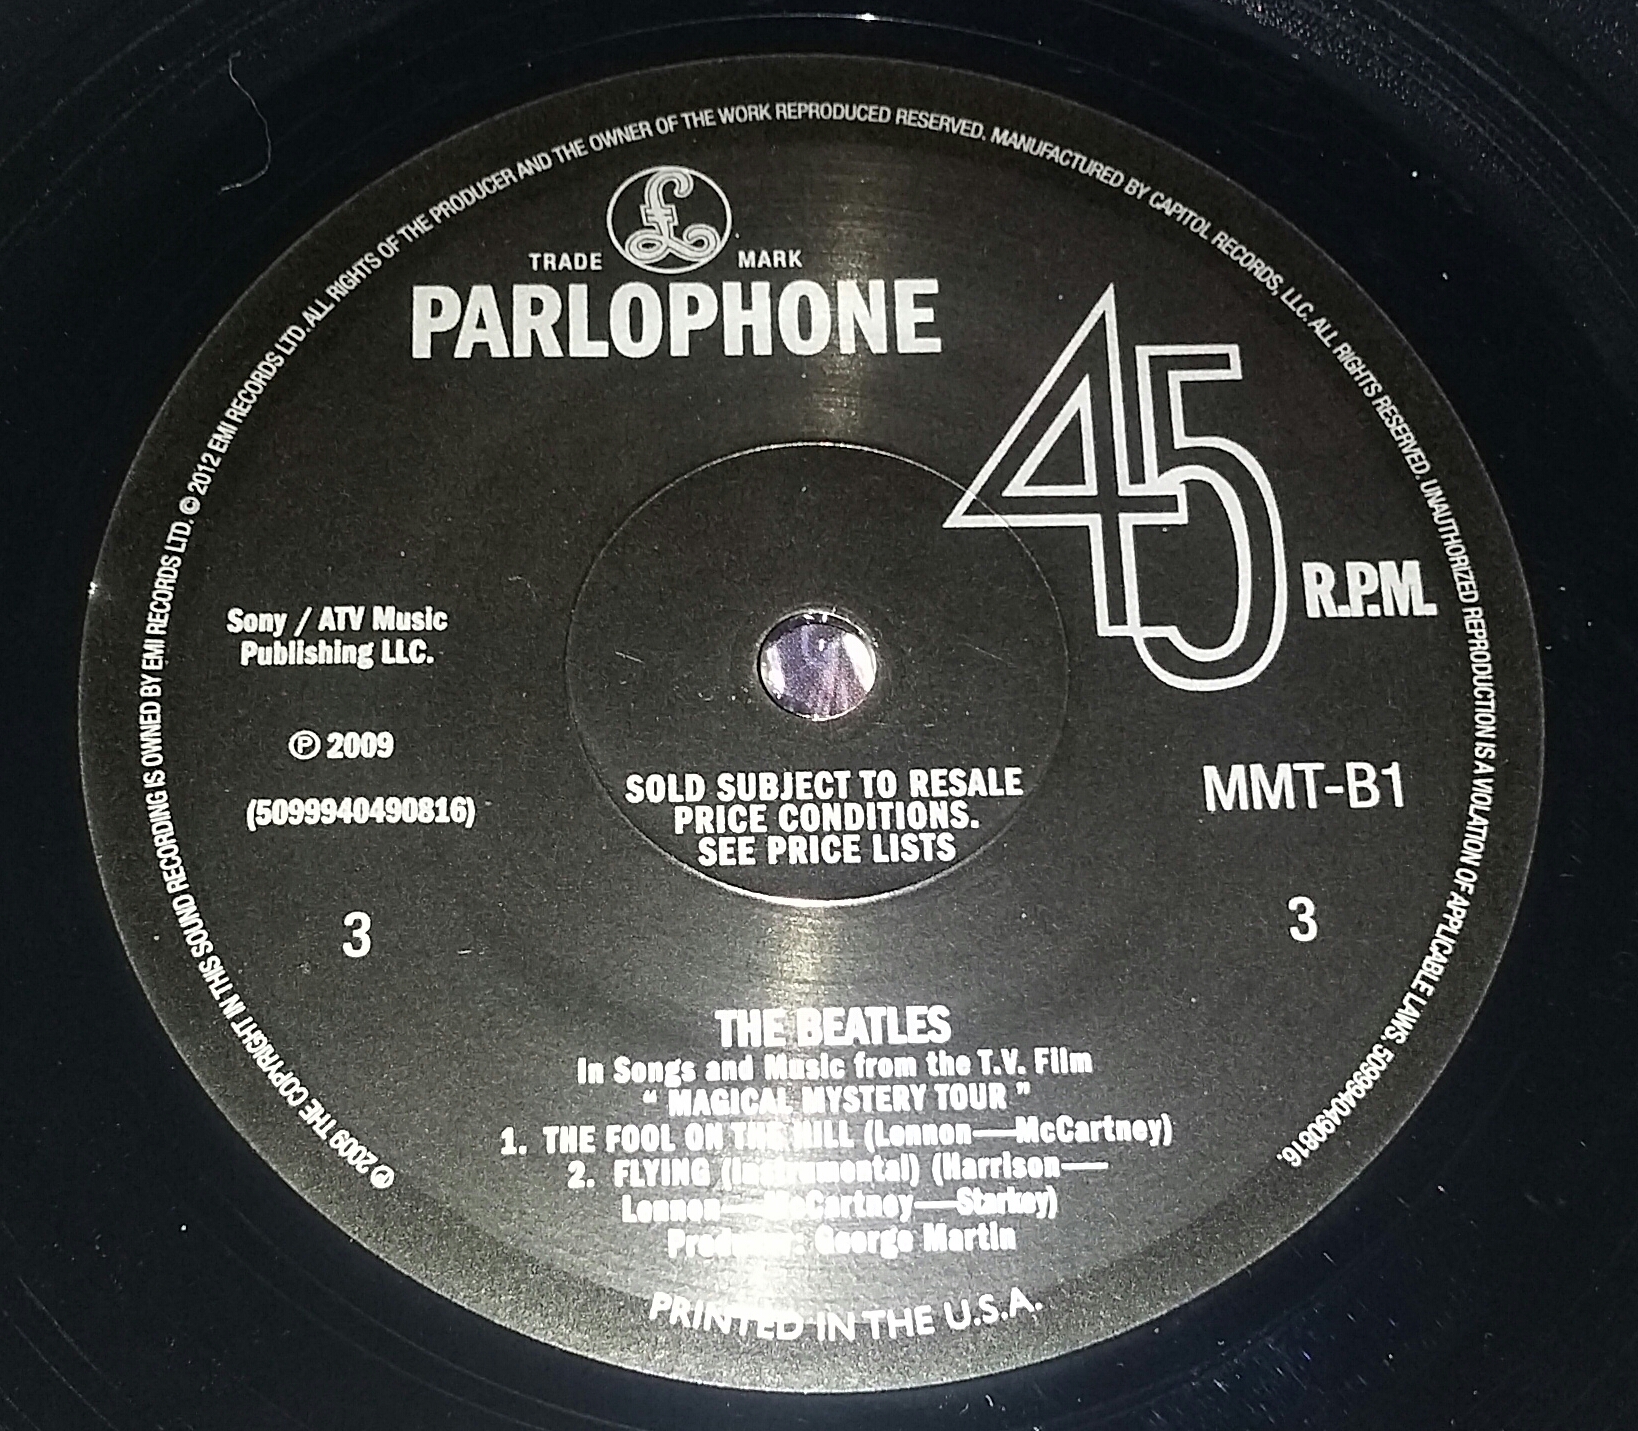 ℗ 2009 THE COPYRIGHT IN THIS SOUND RECORDING IS OWNED BY EMI RECORDS LTD. © 2012 EMI RECORDS LTD. ALL RIGHTS OF THE PRODUCER AND THE OWNER OF THE WORK REPRODUCED RESERVED. MANUFACTURED BY CAPITOL RECORDS, LLC. ALL RIGHTS RESERVED. UNAUTHORIZED REPRODUCTION IS A VIOLATION OF APPLICABLE LAWS. 5099940490816.
£
TRADE MARK
PARLOPHONE
45
R.P.M.
Sony / ATV Music
Publishing LLC.
℗ 2009
(5099940490816)
3
SOLD SUBJECT TO RESALE
PRICE CONDITIONS.
SEE PRICE LISTS
MMT-B1
3
THE BEATLES
In Songs and Music from the T.V. Film
" MAGICAL MYSTERY TOUR "
1. THE FOOL ON THE HILL (Lennon—McCartney)
2. FLYING (Instrumental) (Harrison—
Lennon—McCartney—Starkey)
Producer: George Martin
PRINTED IN THE U.S.A.